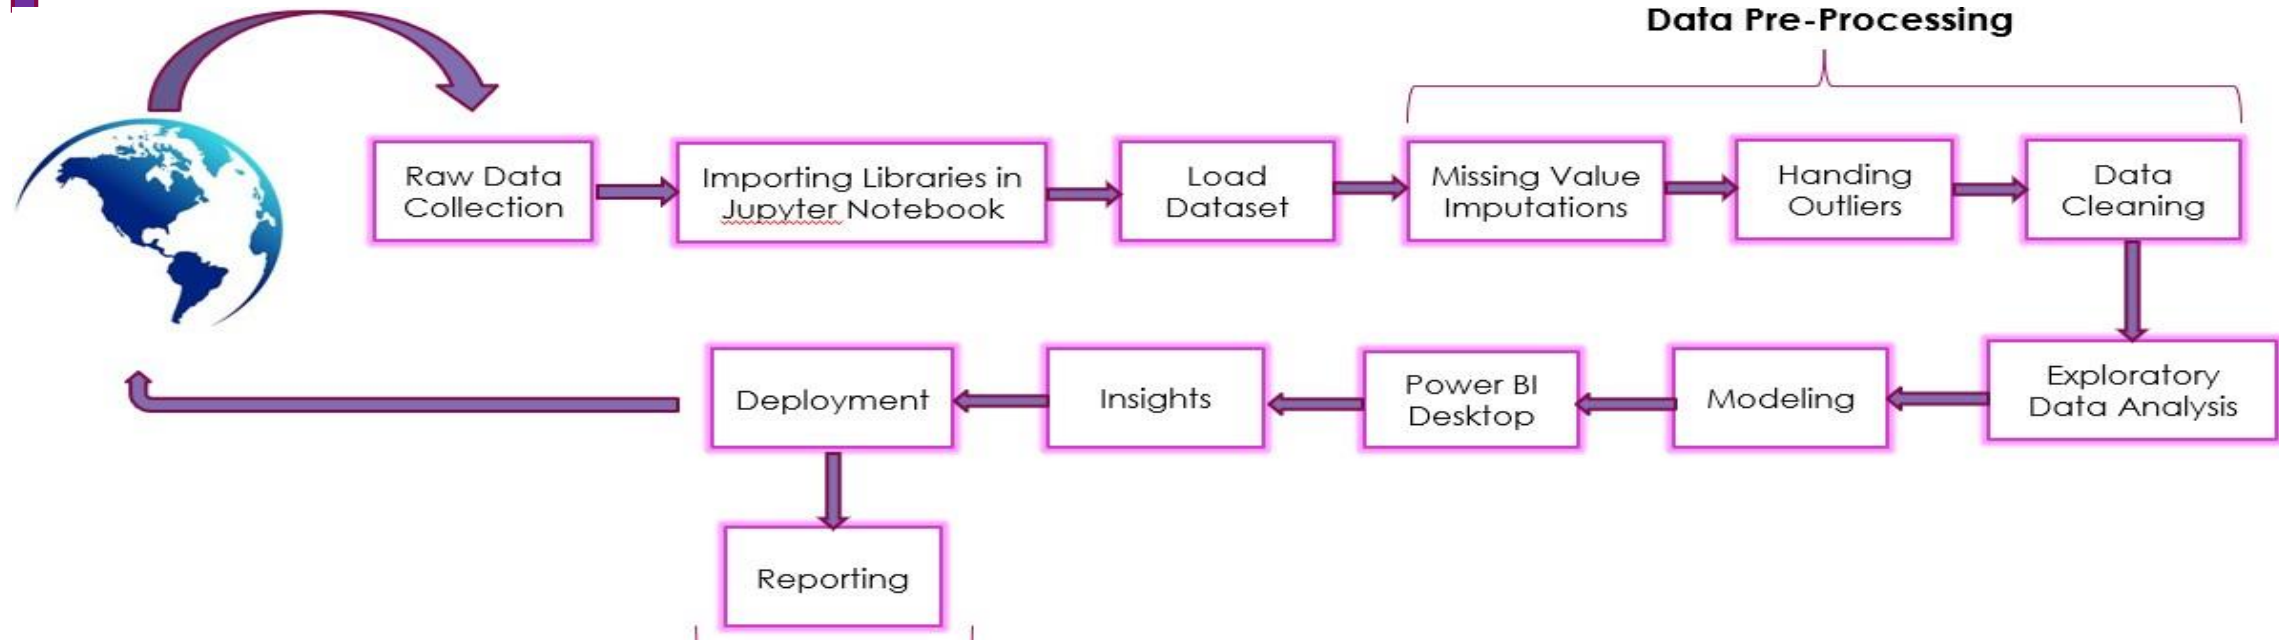 Data Pre-Processing
Raw Data
Collection
Importing Libraries in
Jupyter Notebook
Load
Dataset
Missing Value
Imputations
Handing
Outliers
Data
Cleaning
Exploratory
Data Analysis
Modeling
Power BI
Desktop
Insights
Deployment
Reporting